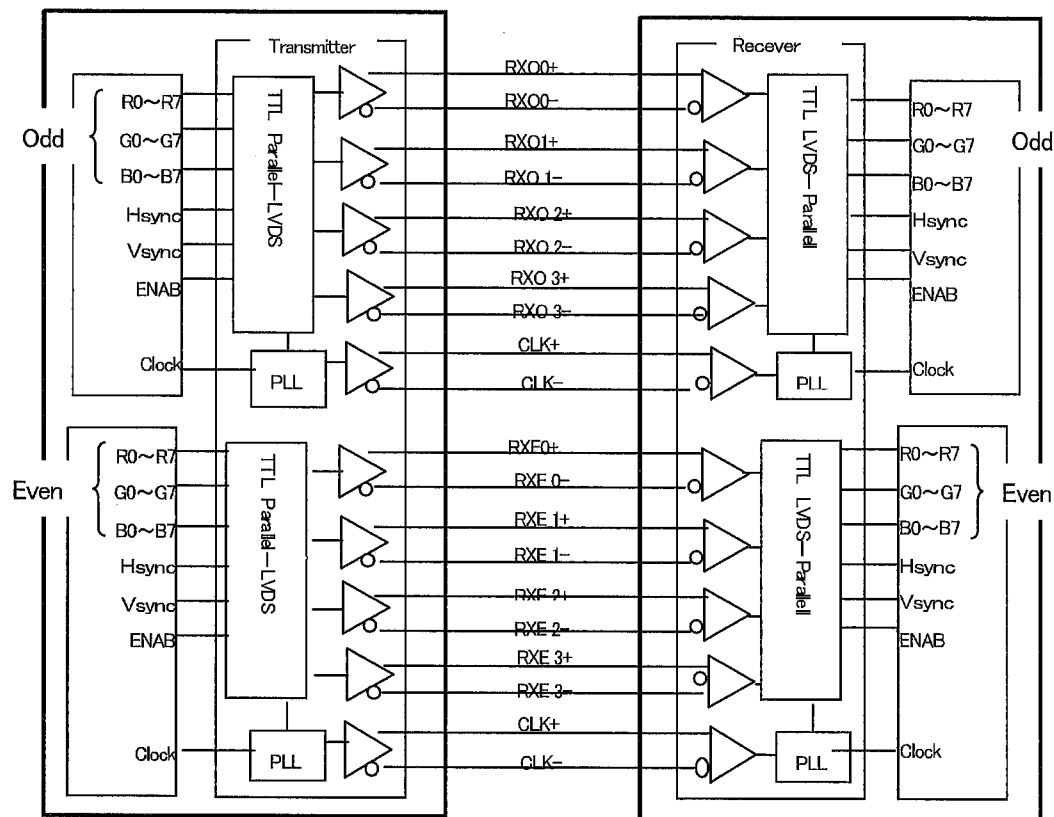 Transmitter
Recever
Odd
R0～R7
G0～G7
B0～B7
Hsync
Vsync
ENAB
Clock
TTL Parallel-LVDS
PLL
RXO0+
RXO0-
RXO1+
RXO 1-
RXO 2+
RXO 2-
RXO 3+
RXO 3-
CLK+
CLK-
TTL LVDS-Parallell
PLL
R0～R7
G0～G7
B0～B7
Hsync
Vsync
ENAB
Clock
Odd
Even
R0～R7
G0～G7
B0～B7
Hsync
Vsync
ENAB
Clock
TTL Parallel-LVDS
PLL
RXE0+
RXE 0-
RXE 1+
RXE 1-
RXE 2+
RXE 2-
RXE 3+
RXE 3-
CLK+
CLK-
TTL LVDS-Parallell
PLL
R0～R7
G0～G7
B0～B7
Hsync
Vsync
ENAB
Clock
Even